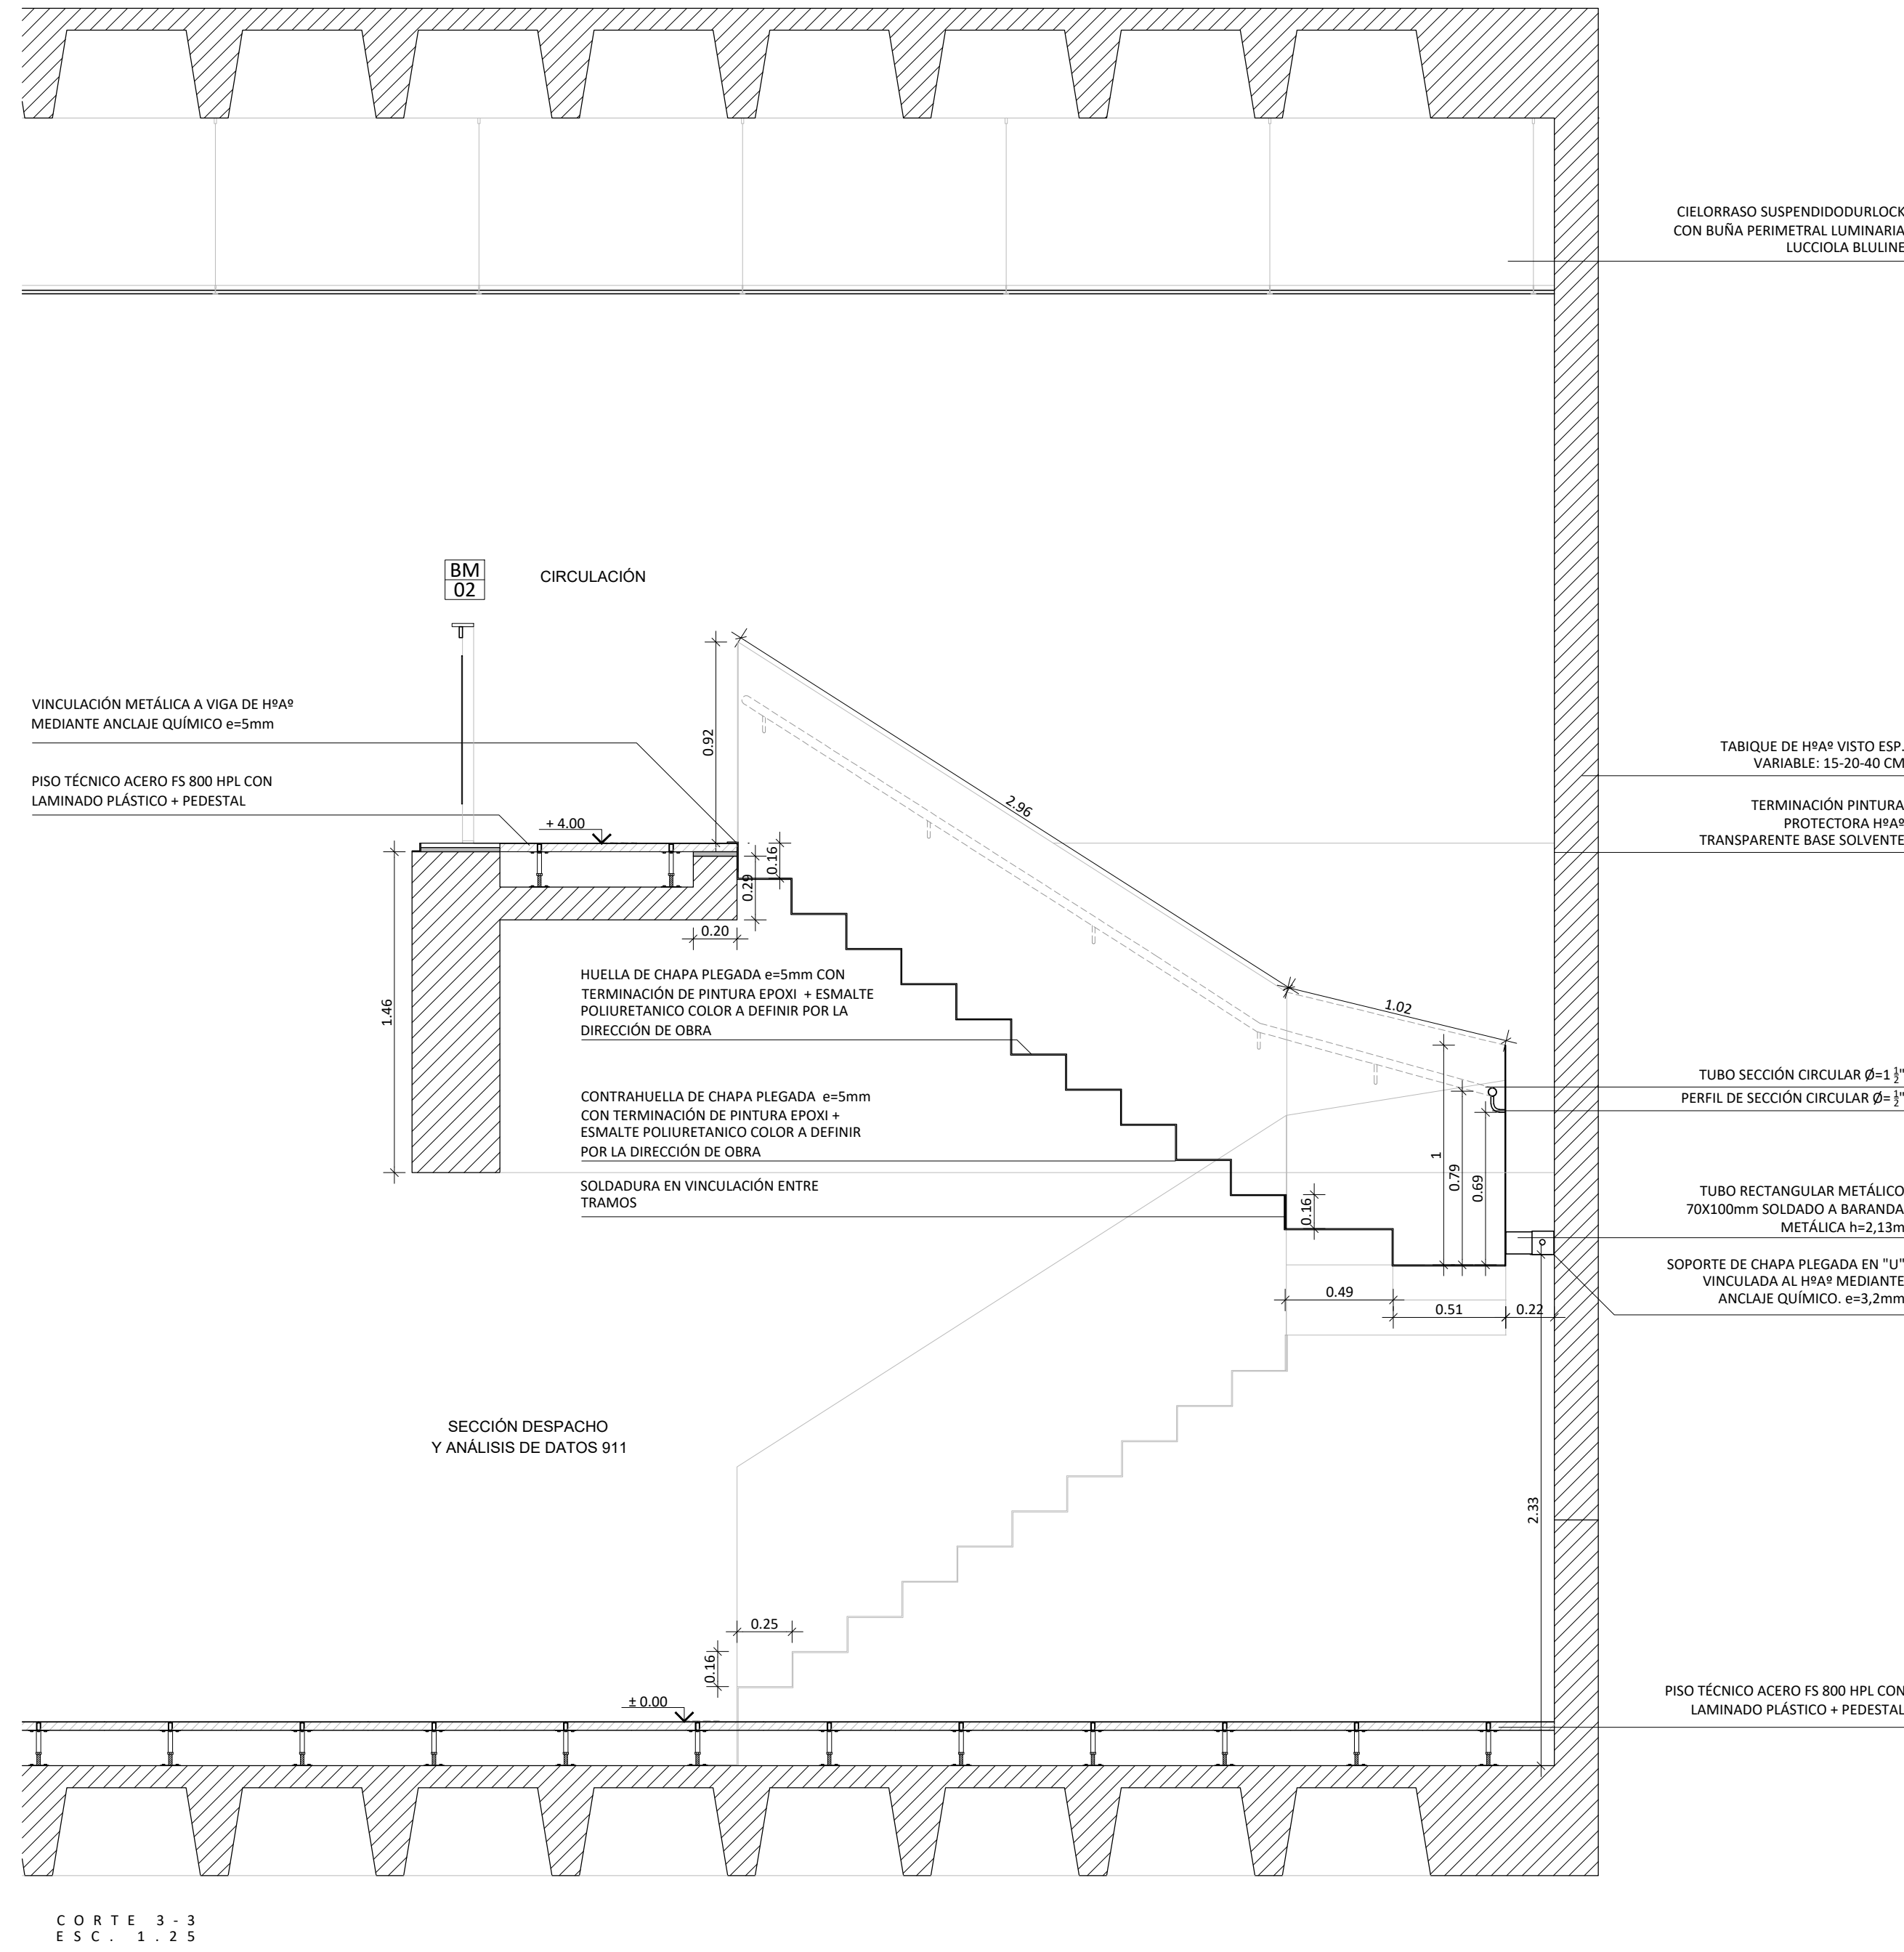 CIELORRASO SUSPENDIDODURLOCK
CON BUÑA PERIMETRAL LUMINARIA
LUCCIOLA BLULINE
BM
02
CIRCULACIÓN
VINCULACIÓN METÁLICA A VIGA DE HºAº
MEDIANTE ANCLAJE QUÍMICO e=5mm
PISO TÉCNICO ACERO FS 800 HPL CON
LAMINADO PLÁSTICO + PEDESTAL
+ 4.00
0.92
2.96
0.16
0.29
0.20
1.46
1.02
TABIQUE DE HºAº VISTO ESP.
VARIABLE: 15-20-40 CM
TERMINACIÓN PINTURA
PROTECTORA HºAº
TRANSPARENTE BASE SOLVENTE
HUELLA DE CHAPA PLEGADA e=5mm CON
TERMINACIÓN DE PINTURA EPOXI + ESMALTE
POLIURETANICO COLOR A DEFINIR POR LA
DIRECCIÓN DE OBRA
CONTRAHUELLA DE CHAPA PLEGADA e=5mm
CON TERMINACIÓN DE PINTURA EPOXI +
ESMALTE POLIURETANICO COLOR A DEFINIR
POR LA DIRECCIÓN DE OBRA
SOLDADURA EN VINCULACIÓN ENTRE
TRAMOS
TUBO SECCIÓN CIRCULAR Ø=1 ½"
PERFIL DE SECCIÓN CIRCULAR Ø= ½"
1
0.79
0.69
0.16
TUBO RECTANGULAR METÁLICO
70X100mm SOLDADO A BARANDA
METÁLICA h=2,13m
SOPORTE DE CHAPA PLEGADA EN "U"
VINCULADA AL HºAº MEDIANTE
ANCLAJE QUÍMICO. e=3,2mm
0.49
0.51
0.22
SECCIÓN DESPACHO
Y ANÁLISIS DE DATOS 911
2.33
0.25
0.16
± 0.00
PISO TÉCNICO ACERO FS 800 HPL CON
LAMINADO PLÁSTICO + PEDESTAL
CORTE 3-3
ESC. 1.25